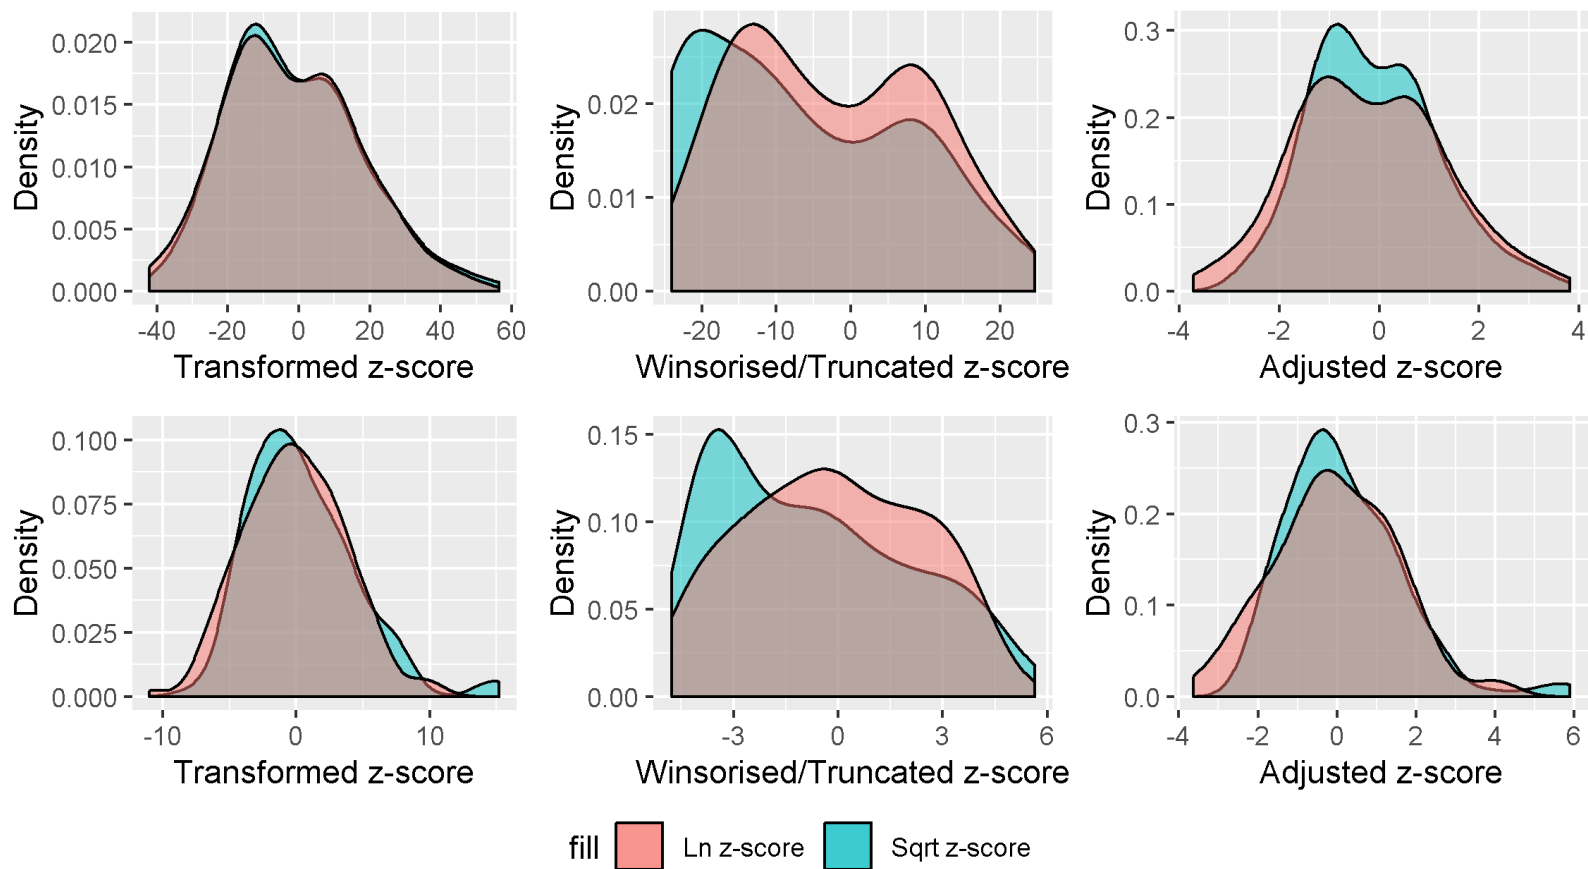 Density
0.020
0.015
0.010
0.005
0.000
-40 -20 0 20 40 60
Transformed z-score
Density
0.02
0.01
0.00
-20 -10 0 10 20
Winsorised/Truncated z-score
Density
0.3
0.2
0.1
0.0
-4 -2 0 2 4
Adjusted z-score
Density
0.100
0.075
0.050
0.025
0.000
-10 0 10
Transformed z-score
Density
0.15
0.10
0.05
0.00
-3 0 3 6
Winsorised/Truncated z-score
Density
0.3
0.2
0.1
0.0
-4 -2 0 2 4 6
Adjusted z-score
fill Ln z-score Sqrt z-score